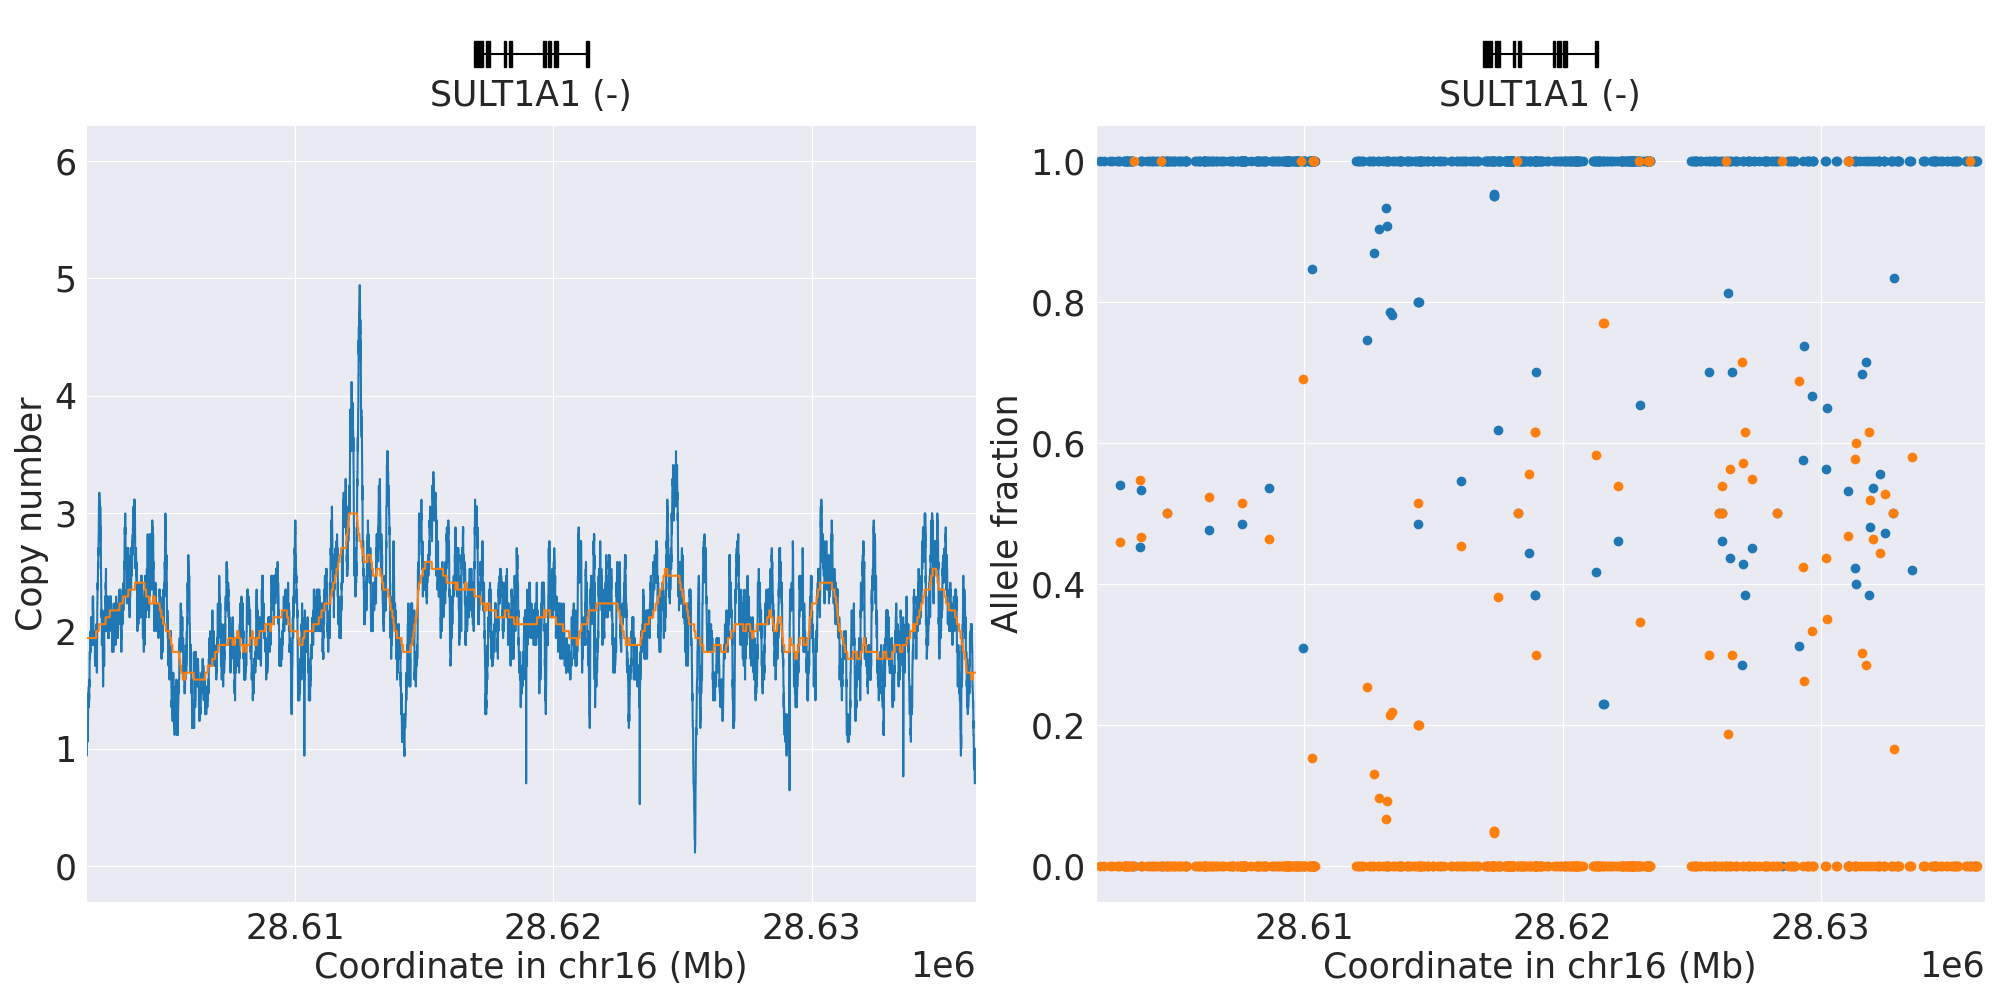 SULT1A1 (-)
Copy number
6
5
4
3
2
1
0
28.61
28.62
28.63
Coordinate in chr16 (Mb)
1e6
SULT1A1 (-)
Allele fraction
1.0
0.8
0.6
0.4
0.2
0.0
28.61
28.62
28.63
Coordinate in chr16 (Mb)
1e6